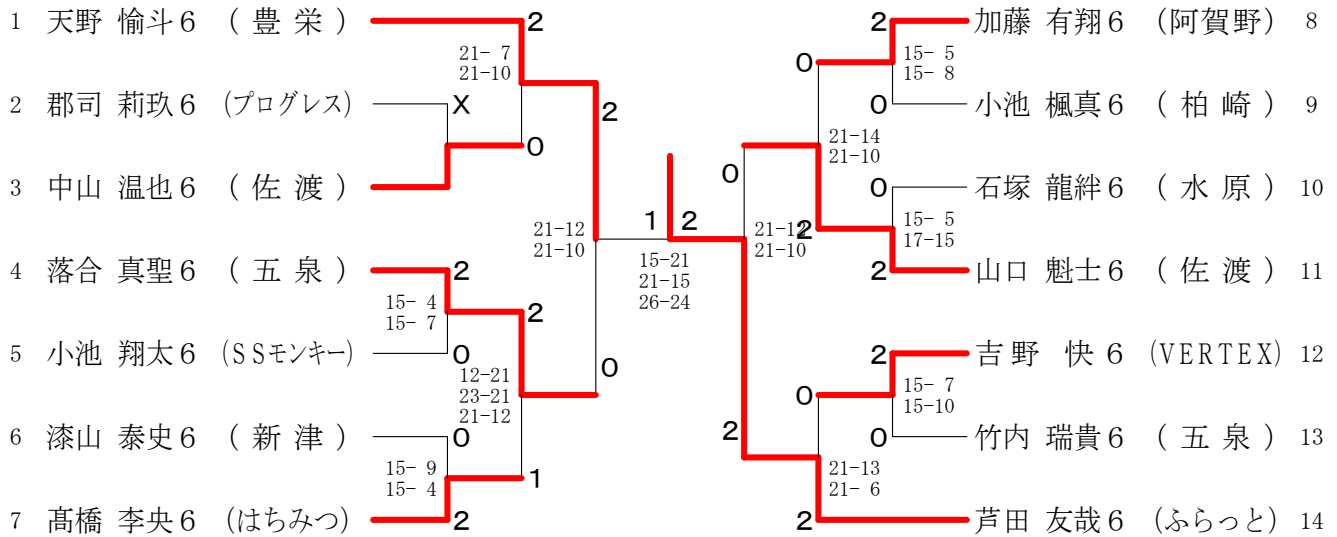 1 天野 愉斗6 (豊栄) 2
21- 7
21-10
2 郡司 莉玖6 (プログレス) X
2
0
3 中山 温也6 (佐渡)
21-12
21-10
4 落合 真聖6 (五泉) 2
15- 4
15- 7
2
5 小池 翔太6 (SSモンキー) 0
12-21
23-21
21-12
0
6 漆山 泰史6 (新津) 0
15- 9
15- 4
1
7 髙橋 李央6 (はちみつ) 2
1 2
15-21
21-15
26-24
2 加藤 有翔6 (阿賀野) 8
15- 5
15- 8
0
0 小池 楓真6 (柏崎) 9
21-14
21-10
0
0 石塚 龍絆6 (水原) 10
15- 5
17-15
2
21-10
2 山口 魁士6 (佐渡) 11
2 吉野 快6 (VERTEX) 12
15- 7
15-10
0
0 竹内 瑞貴6 (五泉) 13
2
21-13
21- 6
2 芦田 友哉6 (ふらっと) 14